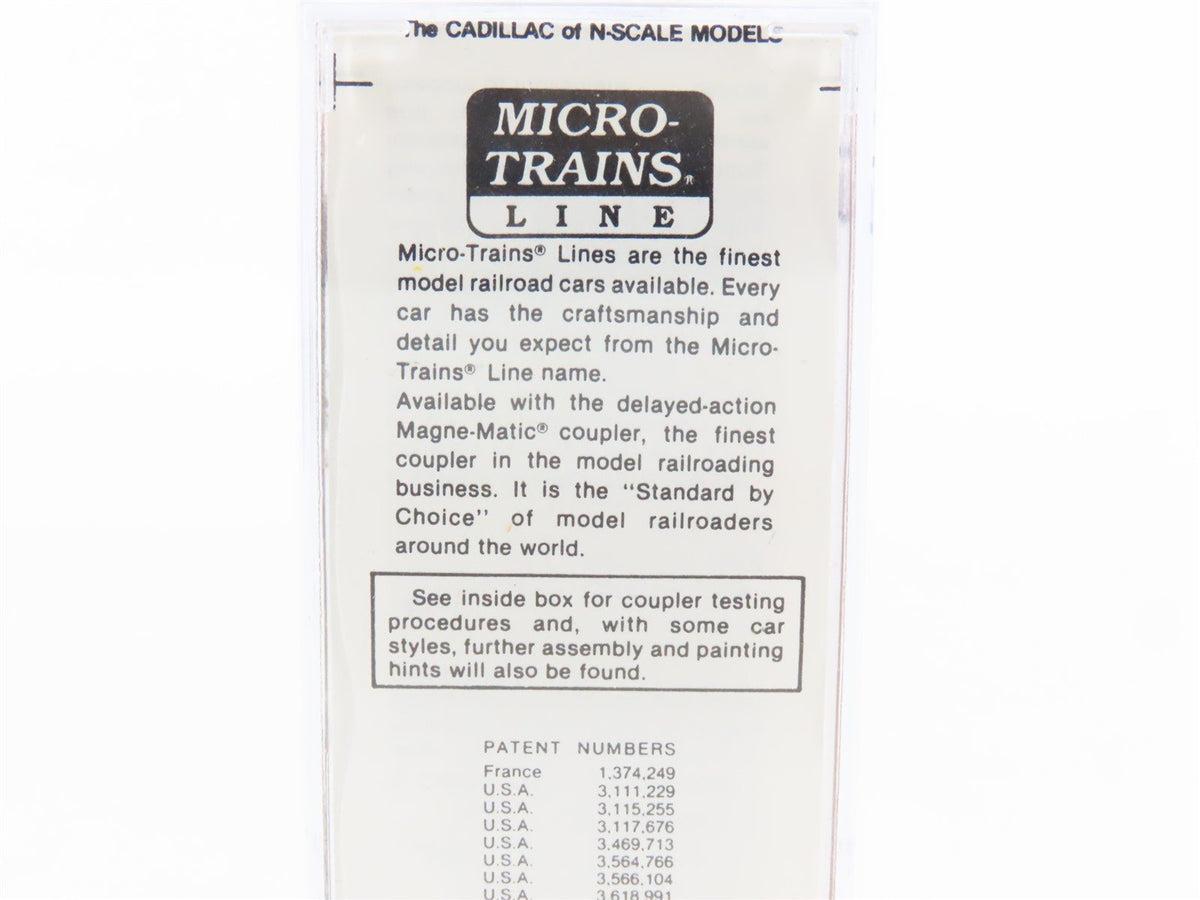 The CADILLAC of N-SCALE MODELS
MICRO-
TRAINS®
LINE
Micro-Trains® Lines are the finest
model railroad cars available. Every
car has the craftsmanship and
detail you expect from the Micro-
Trains® Line name.
Available with the delayed-action
Magne-Matic® coupler, the finest
coupler in the model railroading
business. It is the "Standard by
Choice" of model railroaders
around the world.
See inside box for coupler testing
procedures and, with some car
styles, further assembly and painting
hints will also be found.
PATENT NUMBERS
France 1,374,249
U.S.A. 3,111,229
U.S.A. 3,115,255
U.S.A. 3,117,676
U.S.A. 3,469,713
U.S.A. 3,564,766
U.S.A. 3,566,104
U.S.A. 3,618,991